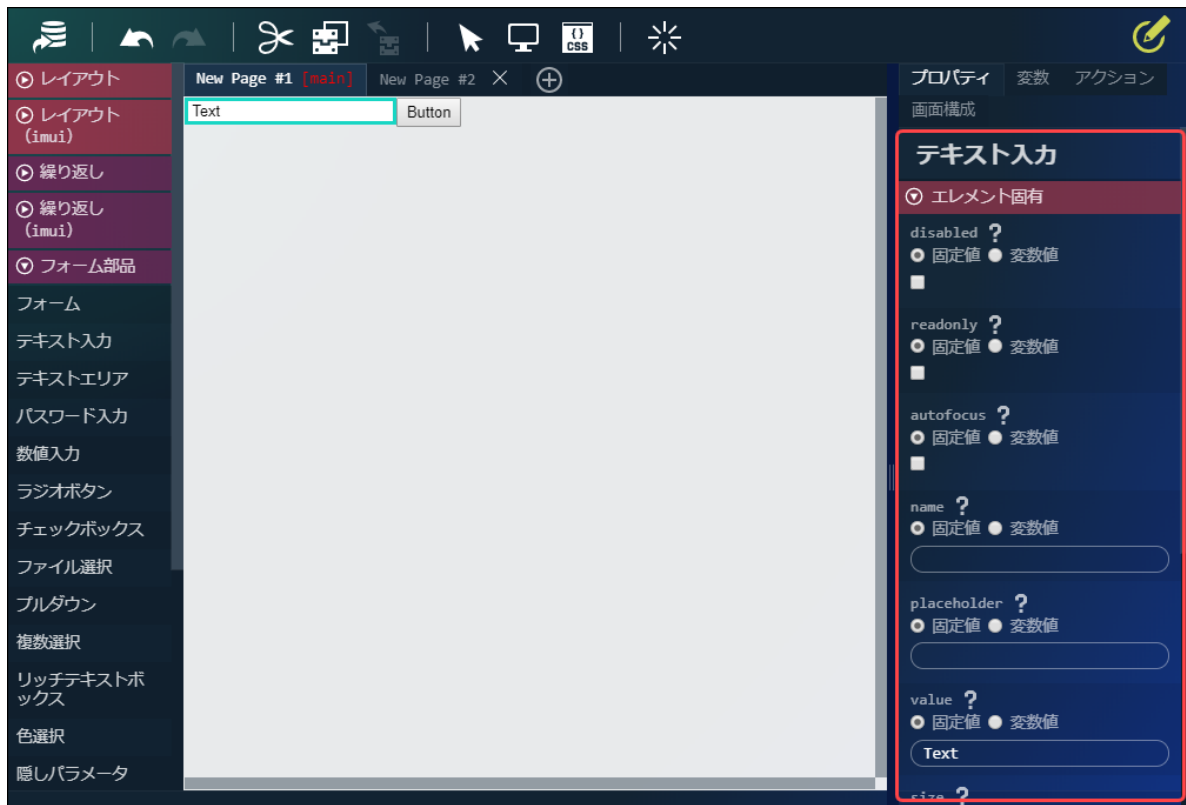 {}
CSS
レイアウト
レイアウト
(imui)
繰り返し
繰り返し
(imui)
フォーム部品
フォーム
テキスト入力
テキストエリア
パスワード入力
数値入力
ラジオボタン
チェックボックス
ファイル選択
プルダウン
複数選択
リッチテキストボ
ックス
色選択
隠しパラメータ
New Page #1 [main] New Page #2
Text Button
プロパティ 変数 アクション
画面構成
テキスト入力
エレメント固有
disabled ?
固定値 変数値
readonly ?
固定値 変数値
autofocus ?
固定値 変数値
name ?
固定値 変数値
placeholder ?
固定値 変数値
value ?
固定値 変数値
Text
size ?